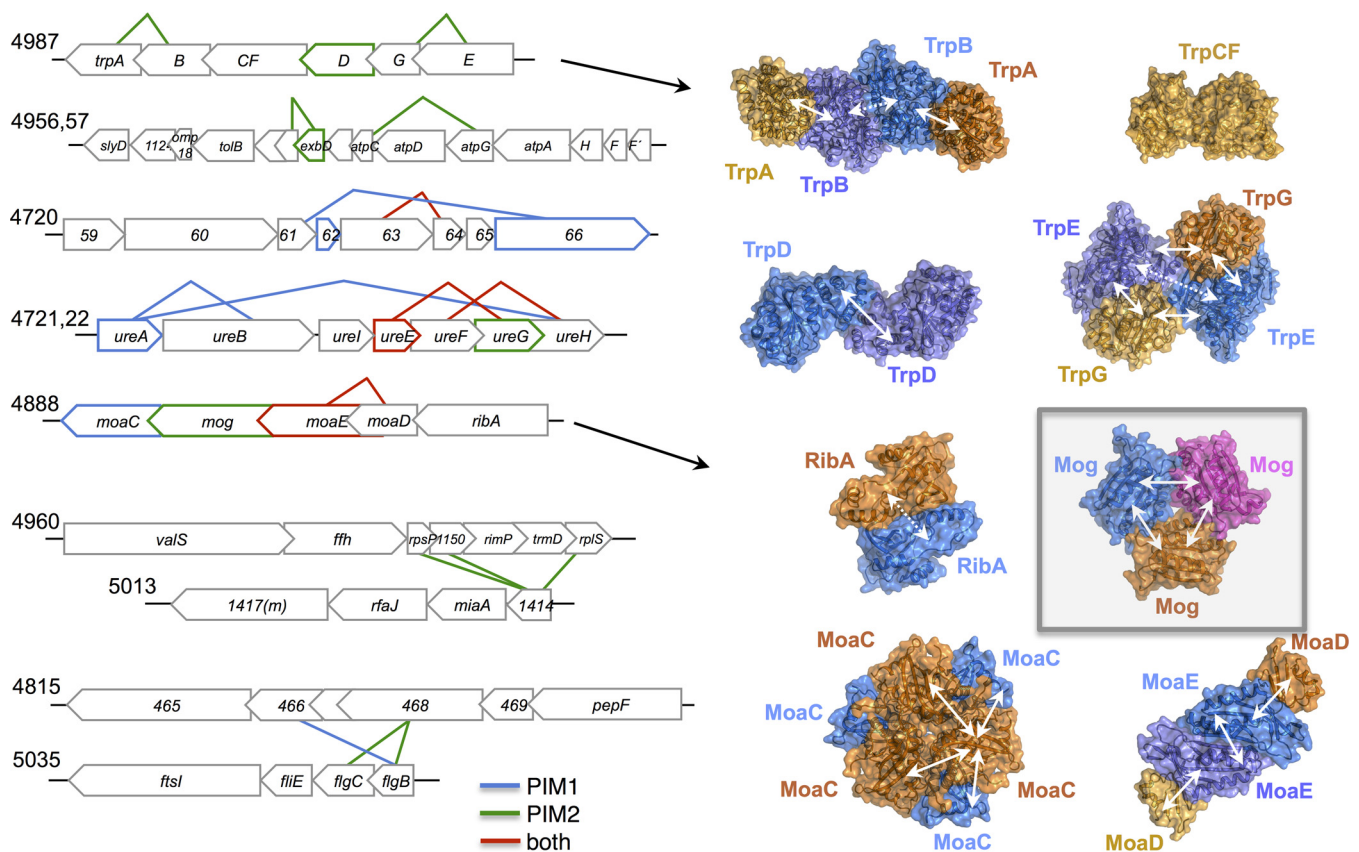 4987
trpA B CF D G E
4956,57
slyD 1124 omp 18 tolB exbD atpC atpD atpG atpA H F F´
4720
59 60 61 62 63 64 65 66
4721,22
ureA ureB ureI ureE ureF ureG ureH
4888
moaC mog moaE moaD ribA
4960
valS ffh rpsP 1150 rimP trmD rplS
5013
1417(m) rfaJ miaA 1414
4815
465 466 468 469 pepF
5035
ftsI fliE flgC flgB
PIM1
PIM2
both
TrpB
TrpA
TrpCF
TrpA
TrpB
TrpG
TrpE
TrpD
TrpD
TrpE
TrpG
RibA
RibA
Mog
Mog
Mog
MoaC
MoaC
MoaC
MoaC
MoaC
MoaC
MoaD
MoaE
MoaE
MoaD